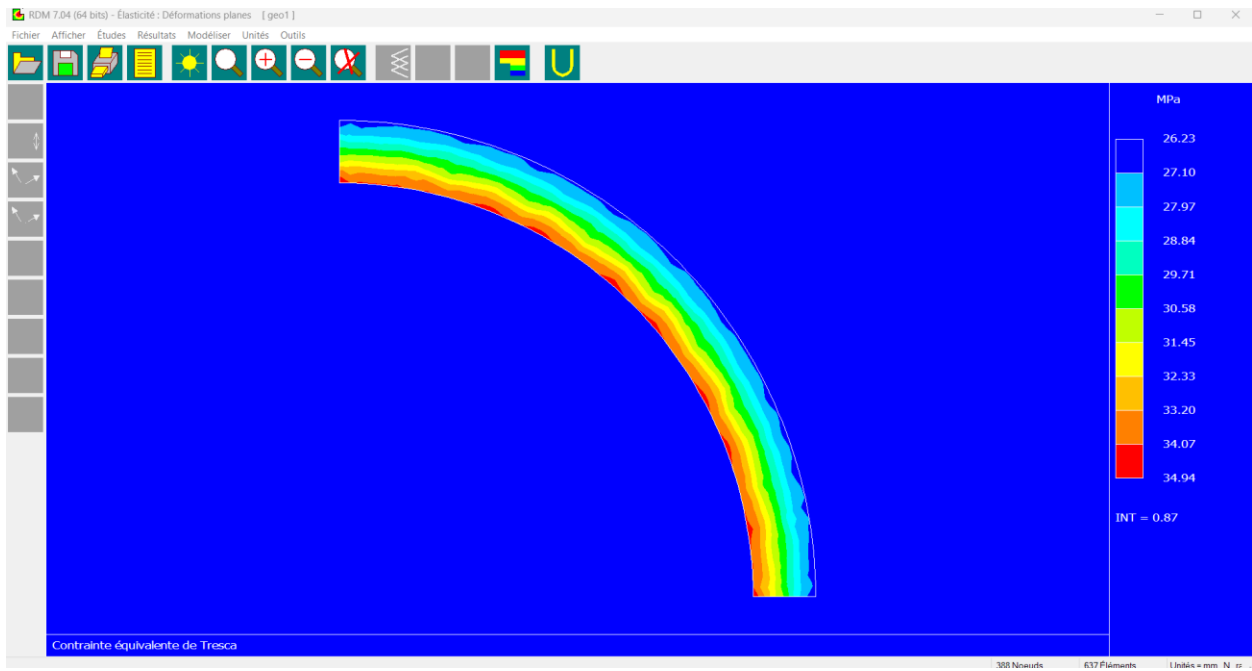 RDM 7.04 (64 bits) - Élasticité : Déformations planes [ geo1 ]
Fichier Afficher Études Résultats Modéliser Unités Outils
MPa
26.23
27.10
27.97
28.84
29.71
30.58
31.45
32.33
33.20
34.07
34.94
INT = 0.87
Contrainte équivalente de Tresca
388 Noeuds 637 Éléments Unités = mm, N